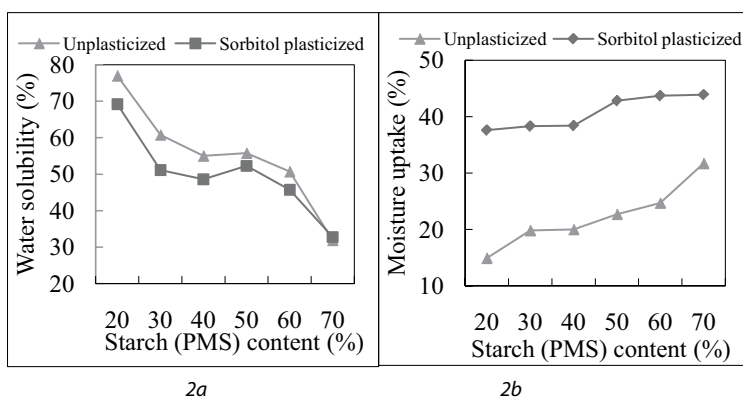 Unplasticized Sorbitol plasticized
Water solubility (%)
80
70
60
50
40
30
20
20 30 40 50 60 70
Starch (PMS) content (%)
2a
Unplasticized Sorbitol plasticized
Moisture uptake (%)
50
40
30
20
10
20 30 40 50 60 70
Starch (PMS) content (%)
2b